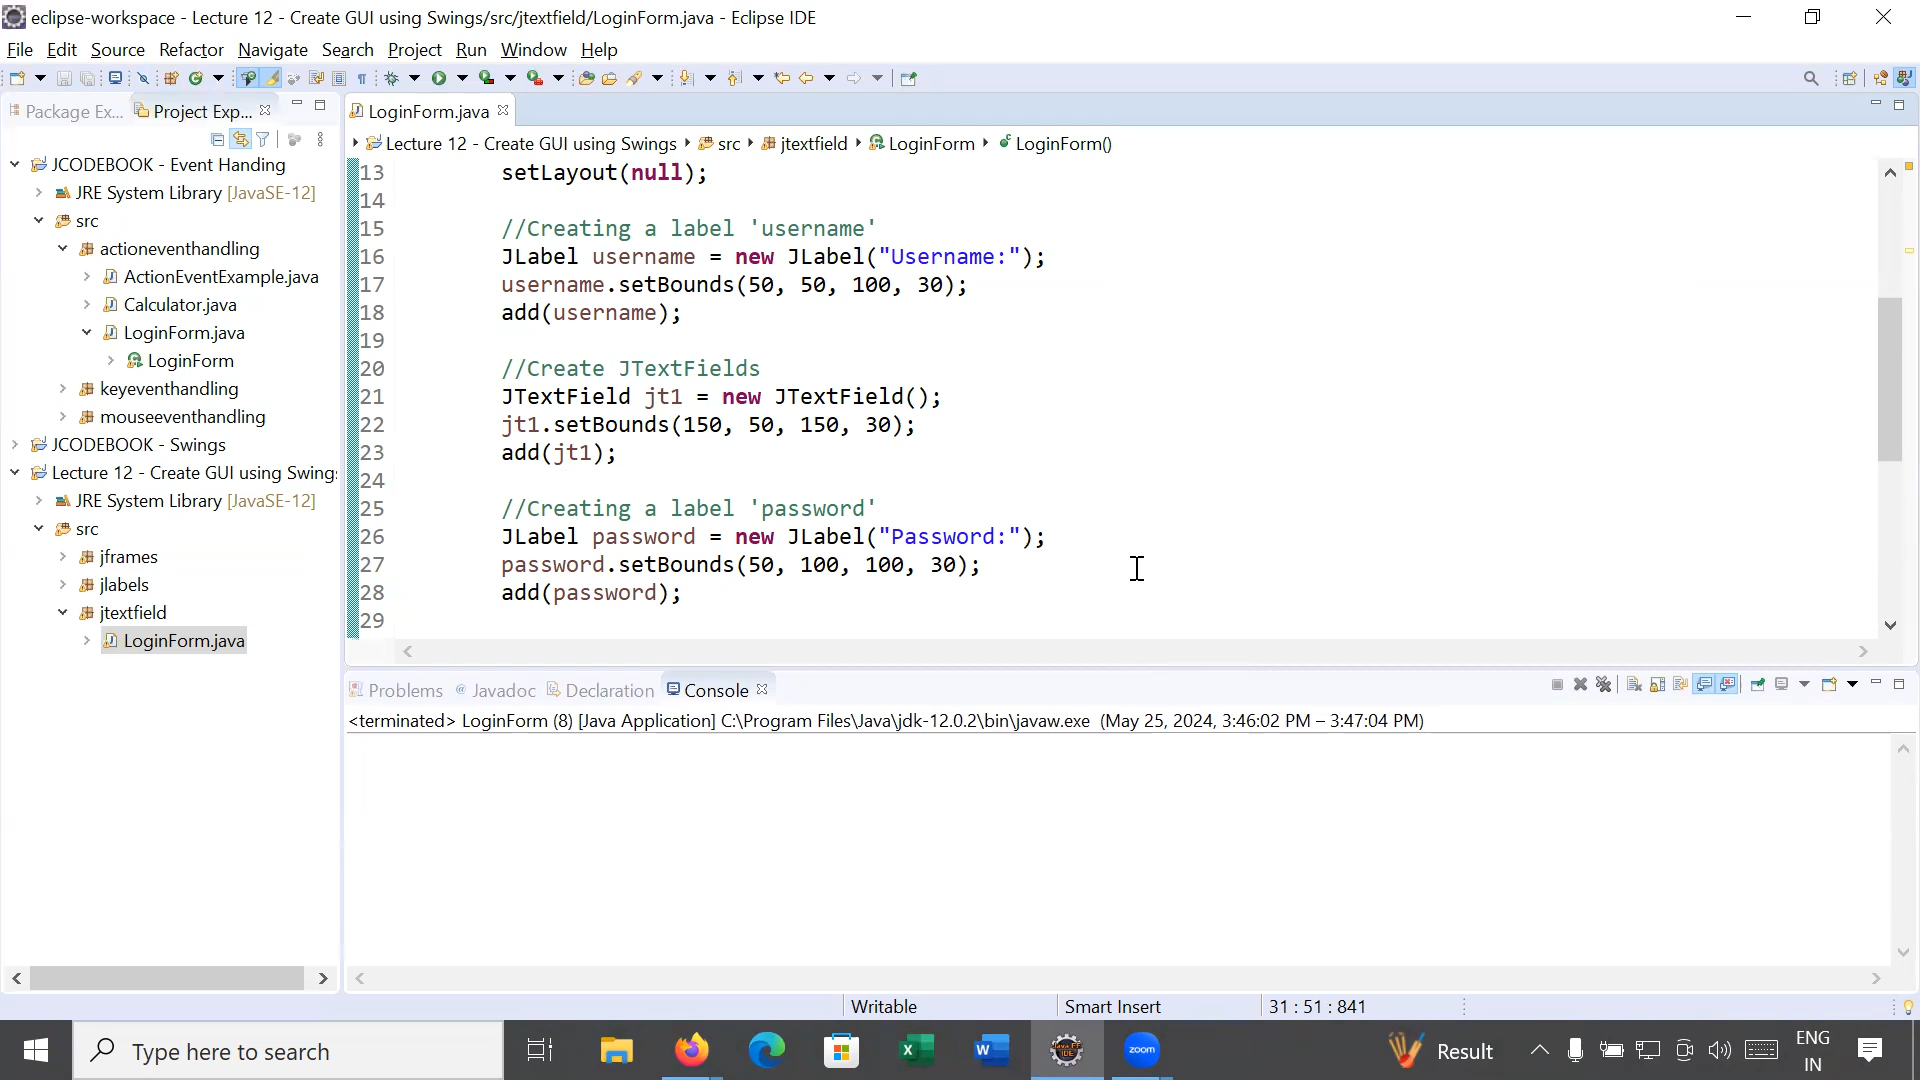 eclipse-workspace - Lecture 12 - Create GUI using Swings/src/jtextfield/LoginForm.java - Eclipse IDE
File Edit Source Refactor Navigate Search Project Run Window Help
Package Ex... Project Exp... LoginForm.java
Lecture 12 - Create GUI using Swings src jtextfield LoginForm LoginForm()
JCODEBOOK - Event Handing
JRE System Library [JavaSE-12]
src
actioneventhandling
ActionEventExample.java
Calculator.java
LoginForm.java
LoginForm
keyeventhandling
mouseeventhandling
JCODEBOOK - Swings
Lecture 12 - Create GUI using Swing
JRE System Library [JavaSE-12]
src
jframes
jlabels
jtextfield
LoginForm.java
13 setLayout(null);
14
15 //Creating a label 'username'
16 JLabel username = new JLabel("Username:");
17 username.setBounds(50, 50, 100, 30);
18 add(username);
19
20 //Create JTextFields
21 JTextField jt1 = new JTextField();
22 jt1.setBounds(150, 50, 150, 30);
23 add(jt1);
24
25 //Creating a label 'password'
26 JLabel password = new JLabel("Password:");
27 password.setBounds(50, 100, 100, 30);
28 add(password);
29
Problems @ Javadoc Declaration Console
<terminated> LoginForm (8) [Java Application] C:\Program Files\Java\jdk-12.0.2\bin\javaw.exe (May 25, 2024, 3:46:02 PM – 3:47:04 PM)
Writable Smart Insert 31 : 51 : 841
Type here to search
zoom
Result
ENG
IN